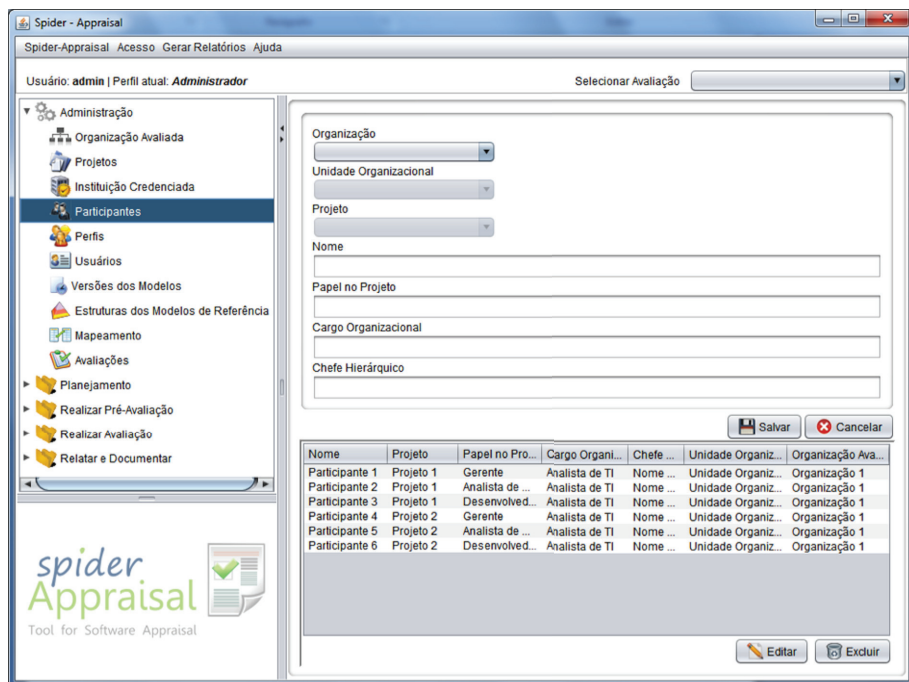 Spider - Appraisal
Spider-Appraisal Acesso Gerar Relatórios Ajuda
Usuário: admin | Perfil atual: Administrador
Selecionar Avaliação
Administração
Organização Avaliada
Projetos
Instituição Credenciada
Participantes
Perfis
Usuários
Versões dos Modelos
Estruturas dos Modelos de Referência
Mapeamento
Avaliações
Planejamento
Realizar Pré-Avaliação
Realizar Avaliação
Relatar e Documentar
spider
Appraisal
Tool for Software Appraisal
Organização
Unidade Organizacional
Projeto
Nome
Papel no Projeto
Cargo Organizacional
Chefe Hierárquico
Salvar Cancelar
Nome Projeto Papel no Pro... Cargo Organi... Chefe ... Unidade Organiz... Organização Ava...
Participante 1 Projeto 1 Gerente Analista de TI Nome ... Unidade Organiz... Organização 1
Participante 2 Projeto 1 Analista de ... Analista de TI Nome ... Unidade Organiz... Organização 1
Participante 3 Projeto 1 Desenvolved... Analista de TI Nome ... Unidade Organiz... Organização 1
Participante 4 Projeto 2 Gerente Analista de TI Nome ... Unidade Organiz... Organização 1
Participante 5 Projeto 2 Analista de ... Analista de TI Nome ... Unidade Organiz... Organização 1
Participante 6 Projeto 2 Desenvolved... Analista de TI Nome ... Unidade Organiz... Organização 1
Editar Excluir